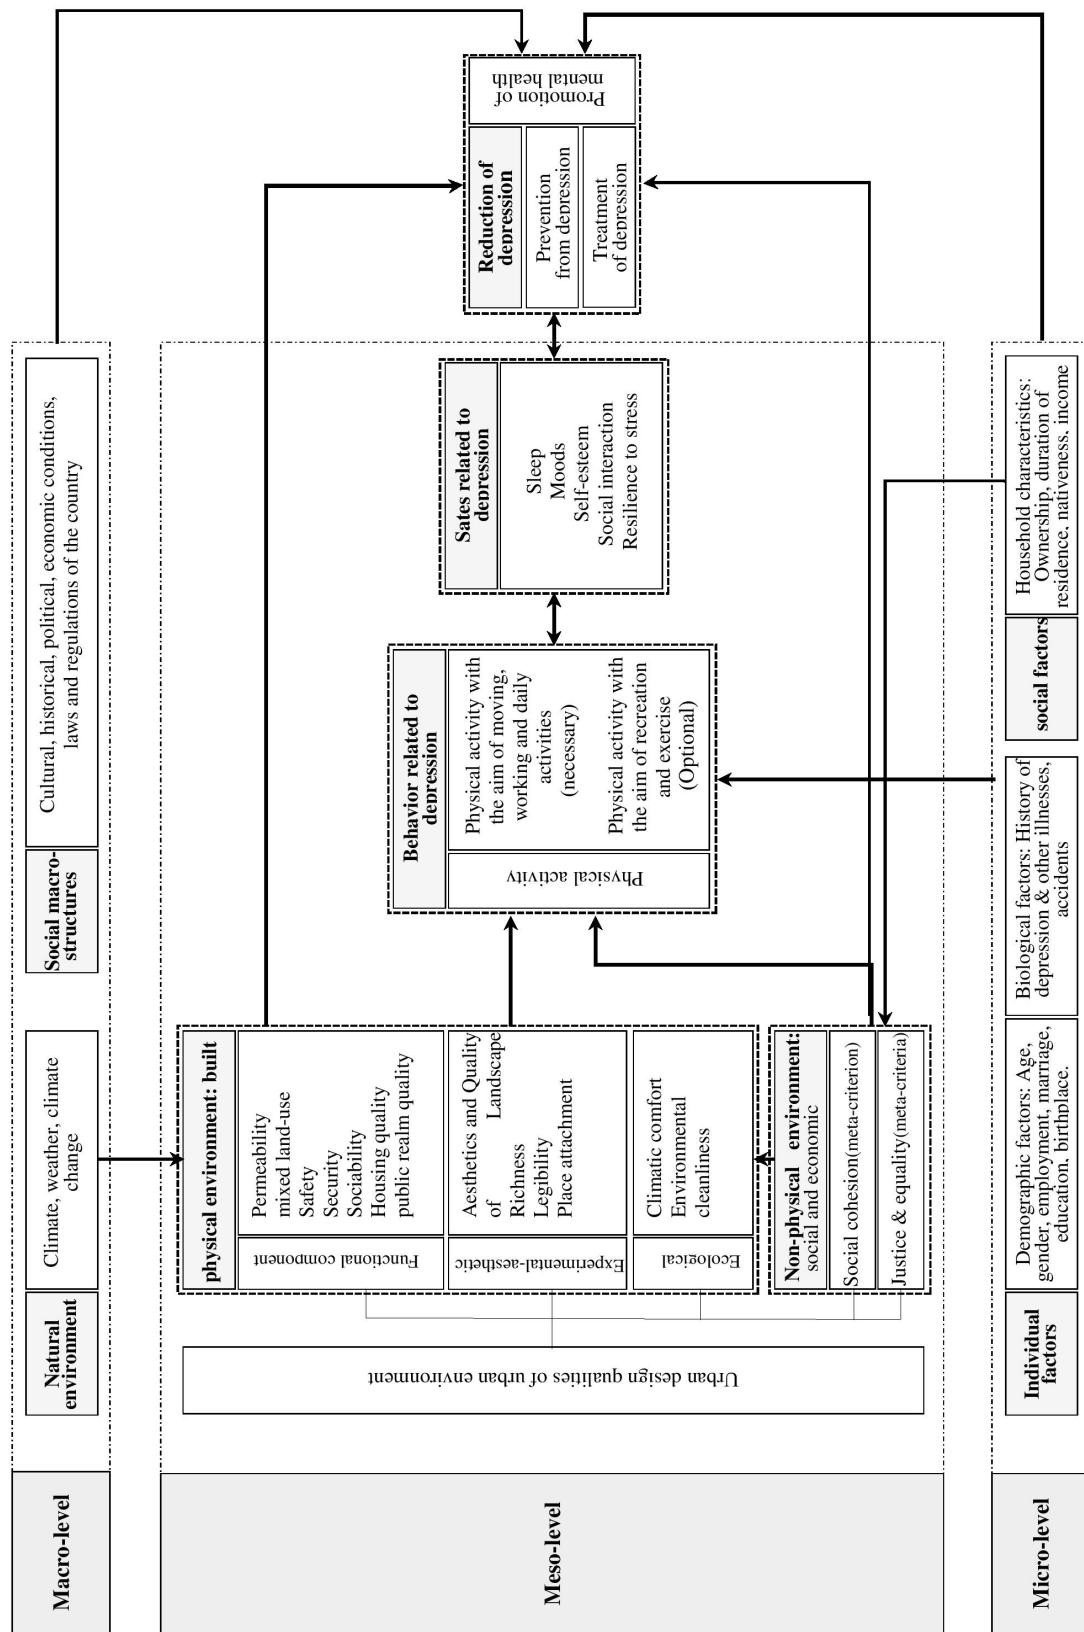 Macro-level
Natural
environment
Climate, weather, climate
change
Social macro-
structures
Cultural, historical, political, economic conditions,
laws and regulations of the country
Meso-level
Urban design qualities of urban environment
physical environment: built
Functional component
Permeability
mixed land-use
Safety
Security
Sociability
Housing quality
public realm quality
Experimental-aesthetic
Aesthetics and Quality
of Landscape
Richness
Legibility
Place attachment
Ecological
Climatic comfort
Environmental
cleanliness
Non-physical environment:
social and economic
Social cohesion(meta-criterion)
Justice & equality(meta-criteria)
Behavior related to
depression
Physical activity
Physical activity with
the aim of moving,
working and daily
activities
(necessary)
Physical activity with
the aim of recreation
and exercise
(Optional)
Sates related to
depression
Sleep
Moods
Self-esteem
Social interaction
Resilience to stress
Reduction of
depression
Prevention
from depression
Treatment
of depression
Promotion of
mental health
Micro-level
Individual
factors
Demographic factors: Age,
gender, employment, marriage,
education, birthplace.
Biological factors: History of
depression & other illnesses,
accidents
social factors
Household characteristics:
Ownership, duration of
residence, nativeness, income